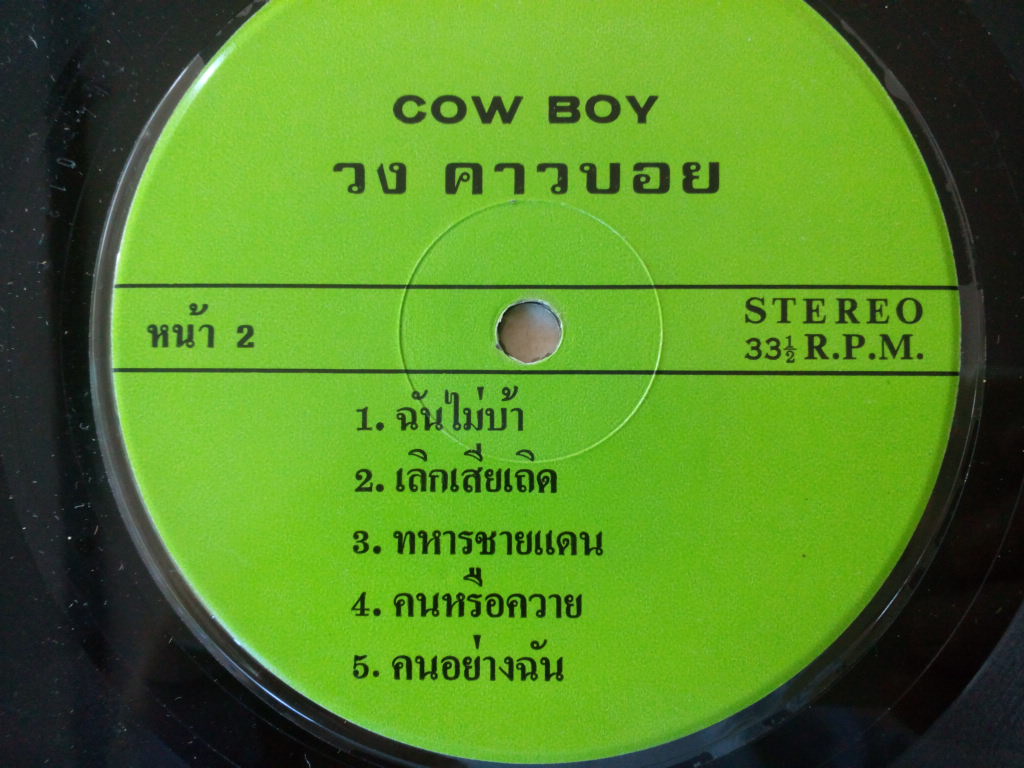 COW BOY
วง คาวบอย
หน้า 2
STEREO
33½ R.P.M.
1. ฉันไม่บ้า
2. เลิกเสียเถิด
3. ทหารชายแดน
4. คนหรือควาย
5. คนอย่างฉัน